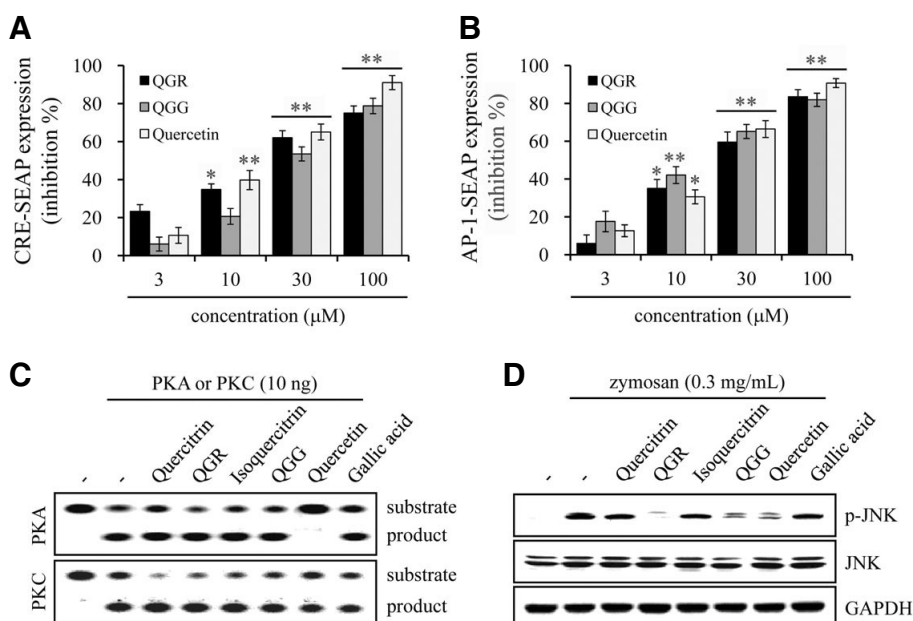 A
CRE-SEAP expression
(inhibition %)
100
80
60
40
20
0
QGR
QGG
Quercetin
*
**
**
**
3 10 30 100
concentration (μM)
B
AP-1-SEAP expression
(inhibition %)
100
80
60
40
20
0
QGR
QGG
Quercetin
*
**
*
**
**
3 10 30 100
concentration (μM)
C
PKA or PKC (10 ng)
- - Quercitrin QGR Isoquercitrin QGG Quercetin Gallic acid
PKA
substrate
product
PKC
substrate
product
D
zymosan (0.3 mg/mL)
- - Quercitrin QGR Isoquercitrin QGG Quercetin Gallic acid
p-JNK
JNK
GAPDH